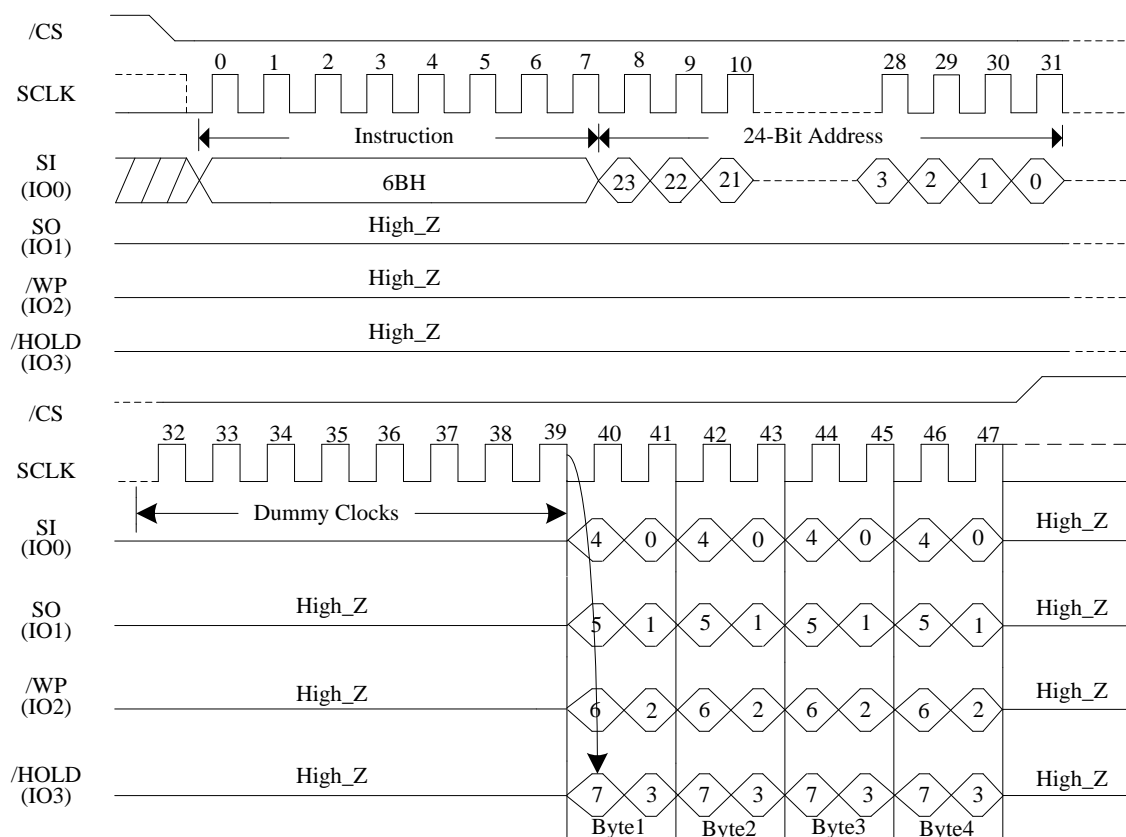 /CS
0 1 2 3 4 5 6 7 8 9 10 28 29 30 31
SCLK
Instruction 24-Bit Address
SI
(IO0)
6BH 23 22 21 3 2 1 0
SO
(IO1)
High_Z
/WP
(IO2)
High_Z
/HOLD
(IO3)
High_Z
/CS
32 33 34 35 36 37 38 39 40 41 42 43 44 45 46 47
SCLK
Dummy Clocks
SI
(IO0)
4 0 4 0 4 0 4 0 High_Z
SO
(IO1)
High_Z 5 1 5 1 5 1 5 1 High_Z
/WP
(IO2)
High_Z 6 2 6 2 6 2 6 2 High_Z
/HOLD
(IO3)
High_Z 7 3 7 3 7 3 7 3 High_Z
Byte1 Byte2 Byte3 Byte4